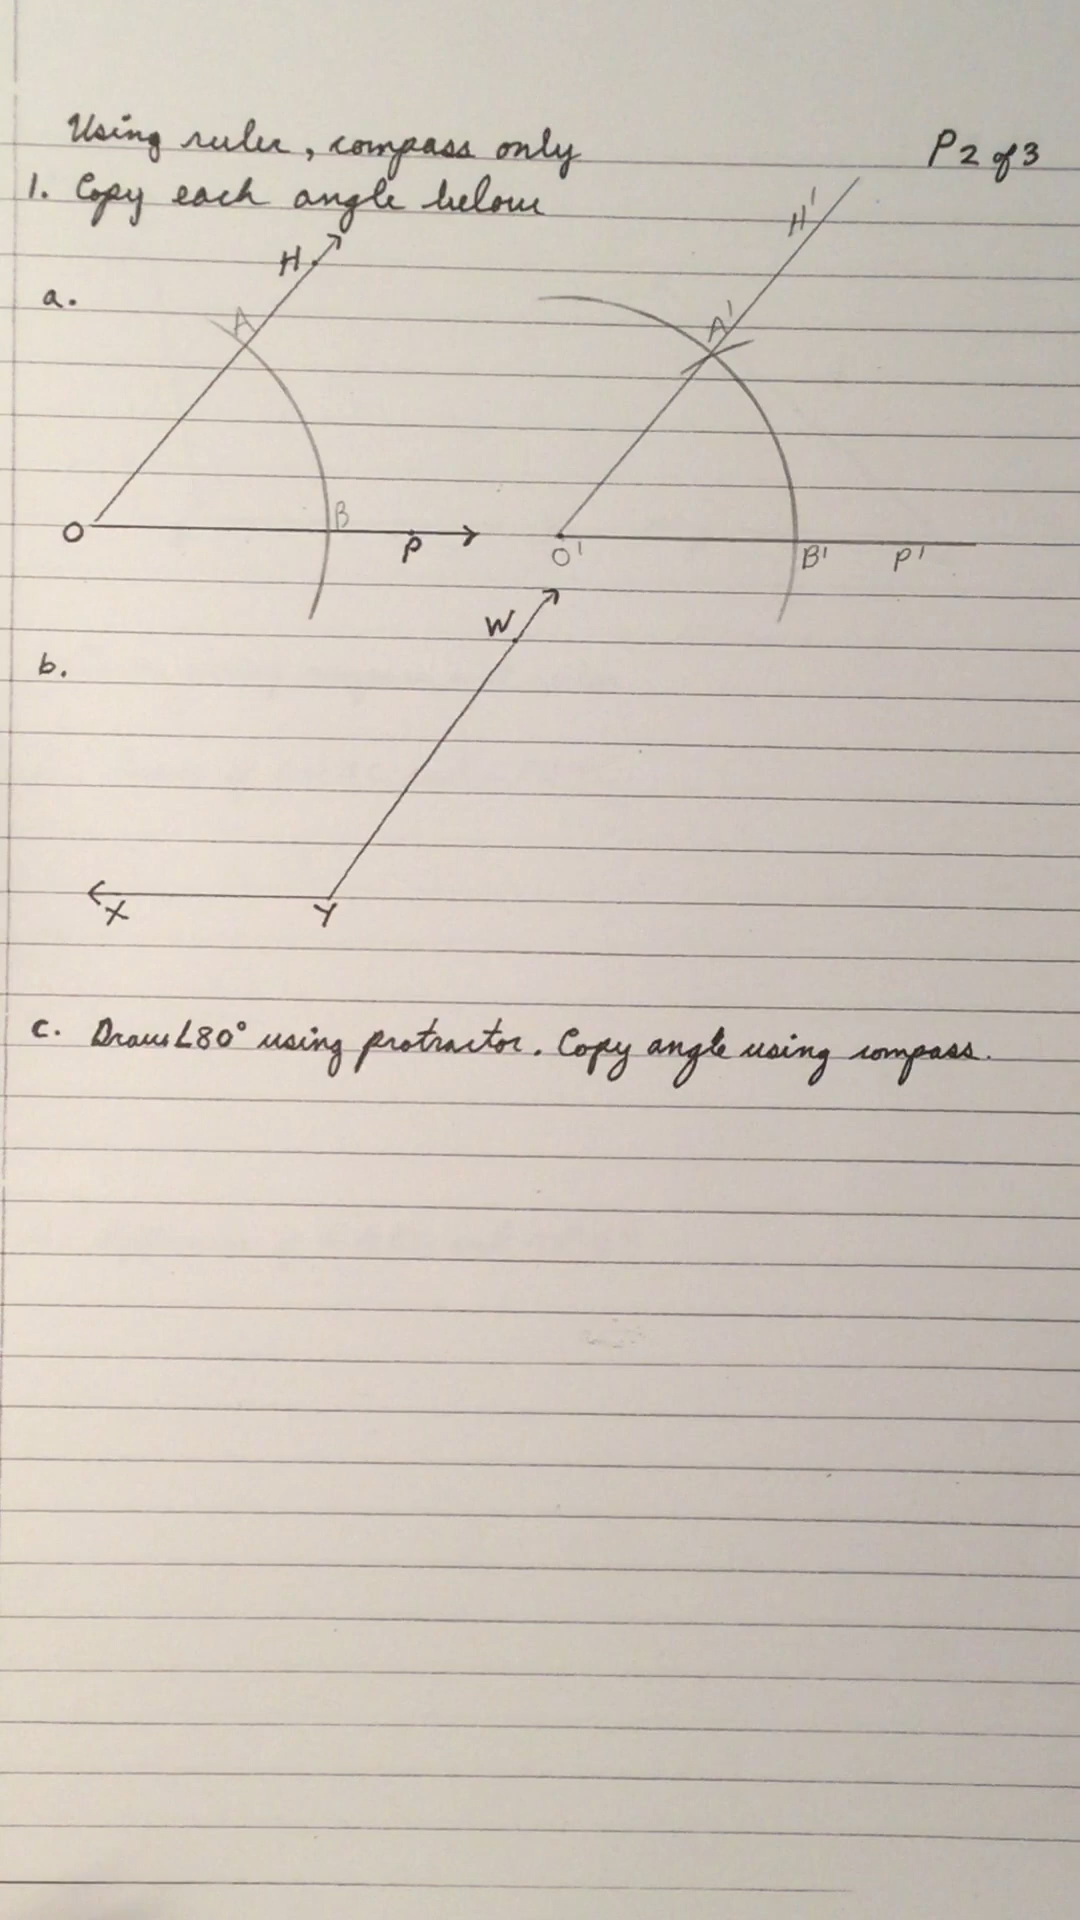 Using ruler, compass only
P 2 of 3
1. Copy each angle below
H'
H
a.
A
A'
B
O
P
O'
B'
P'
W
b.
X
Y
c. Draw ∠80° using protractor. Copy angle using compass.